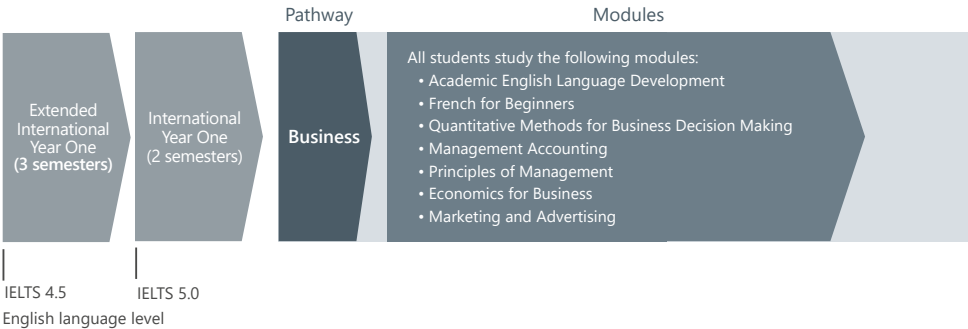 Pathway
Modules
Extended
International
Year One
(3 semesters)
International
Year One
(2 semesters)
Business
All students study the following modules:
• Academic English Language Development
• French for Beginners
• Quantitative Methods for Business Decision Making
• Management Accounting
• Principles of Management
• Economics for Business
• Marketing and Advertising
IELTS 4.5
IELTS 5.0
English language level